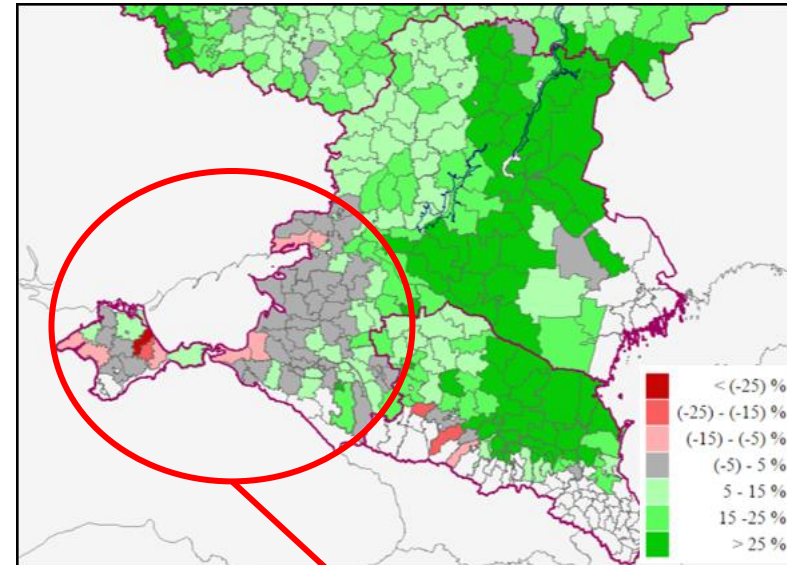 < (-25) %
(-25) - (-15) %
(-15) - (-5) %
(-5) - 5 %
5 - 15 %
15 -25 %
> 25 %